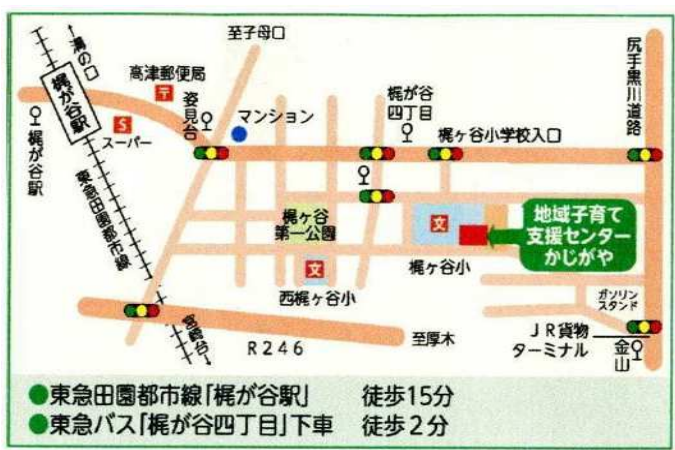 至子母口
←溝の口
高津郵便局
〒
梶が谷駅
姿見台
マンション
梶が谷
四丁目
梶ヶ谷小学校入口
尻手黒川道路
梶が谷駅
S
スーパー
東急田園都市線
梶ヶ谷
第一公園
文
地域子育て
支援センター
かじがや
文
梶ヶ谷小
西梶ヶ谷小
ガソリン
スタンド
宮崎台→
R246
至厚木
JR貨物
ターミナル
金山
●東急田園都市線「梶が谷駅」 徒歩15分
●東急バス「梶が谷四丁目」下車 徒歩2分